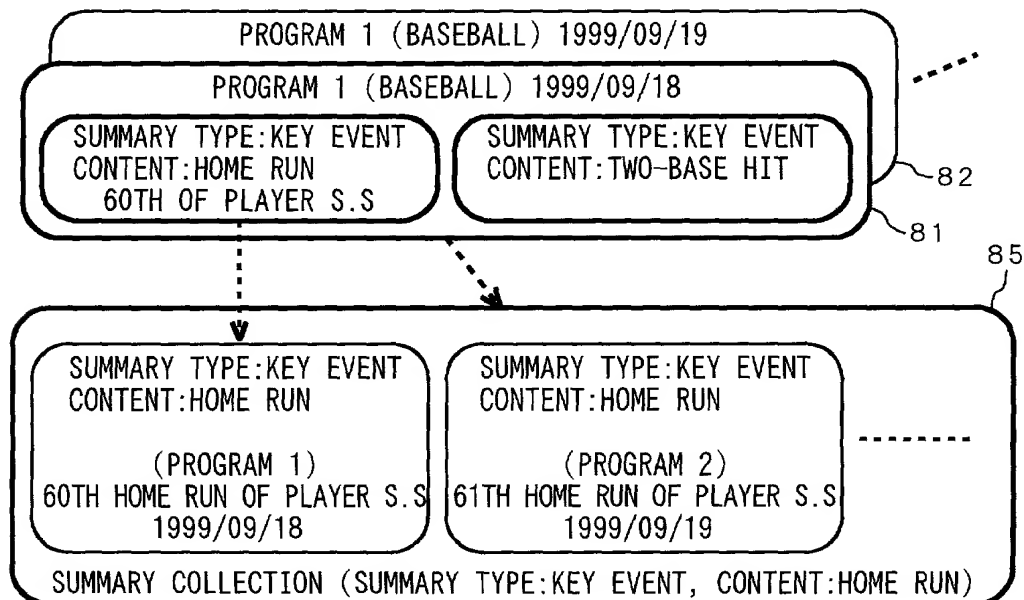 PROGRAM 1 (BASEBALL) 1999/09/19
PROGRAM 1 (BASEBALL) 1999/09/18
SUMMARY TYPE:KEY EVENT
CONTENT:HOME RUN
60TH OF PLAYER S.S
SUMMARY TYPE:KEY EVENT
CONTENT:TWO-BASE HIT
82
81
85
SUMMARY TYPE:KEY EVENT
CONTENT:HOME RUN
(PROGRAM 1)
60TH HOME RUN OF PLAYER S.S
1999/09/18
SUMMARY TYPE:KEY EVENT
CONTENT:HOME RUN
(PROGRAM 2)
61TH HOME RUN OF PLAYER S.S
1999/09/19
SUMMARY COLLECTION (SUMMARY TYPE:KEY EVENT, CONTENT:HOME RUN)